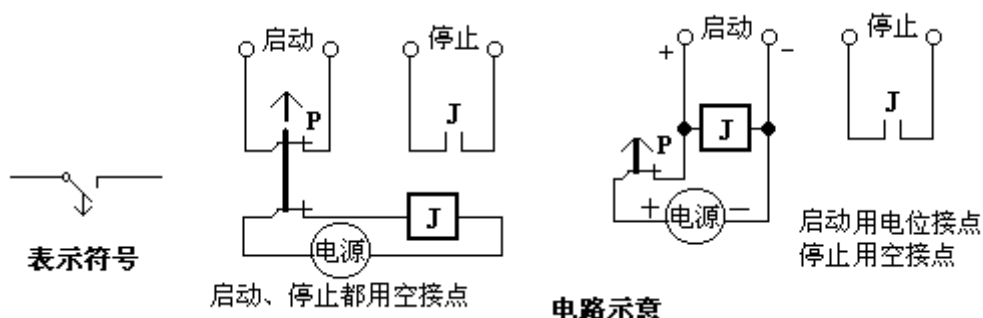 启动
停止
P
J
J
电源
启动、停止都用空接点
表示符号
启动
停止
+
-
J
J
P
+
电源
-
启动用电位接点
停止用空接点
电路示意